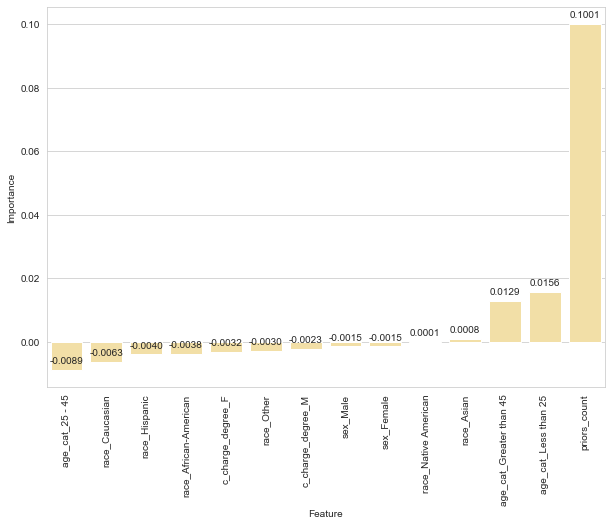 Importance
0.10
0.08
0.06
0.04
0.02
0.00
-0.0089
-0.0063
-0.0040
-0.0038
-0.0032
-0.0030
-0.0023
-0.0015
-0.0015
0.0001
0.0008
0.0129
0.0156
0.1001
age_cat_25 - 45
race_Caucasian
race_Hispanic
race_African-American
c_charge_degree_F
race_Other
c_charge_degree_M
sex_Male
sex_Female
race_Native American
race_Asian
age_cat_Greater than 45
age_cat_Less than 25
priors_count
Feature